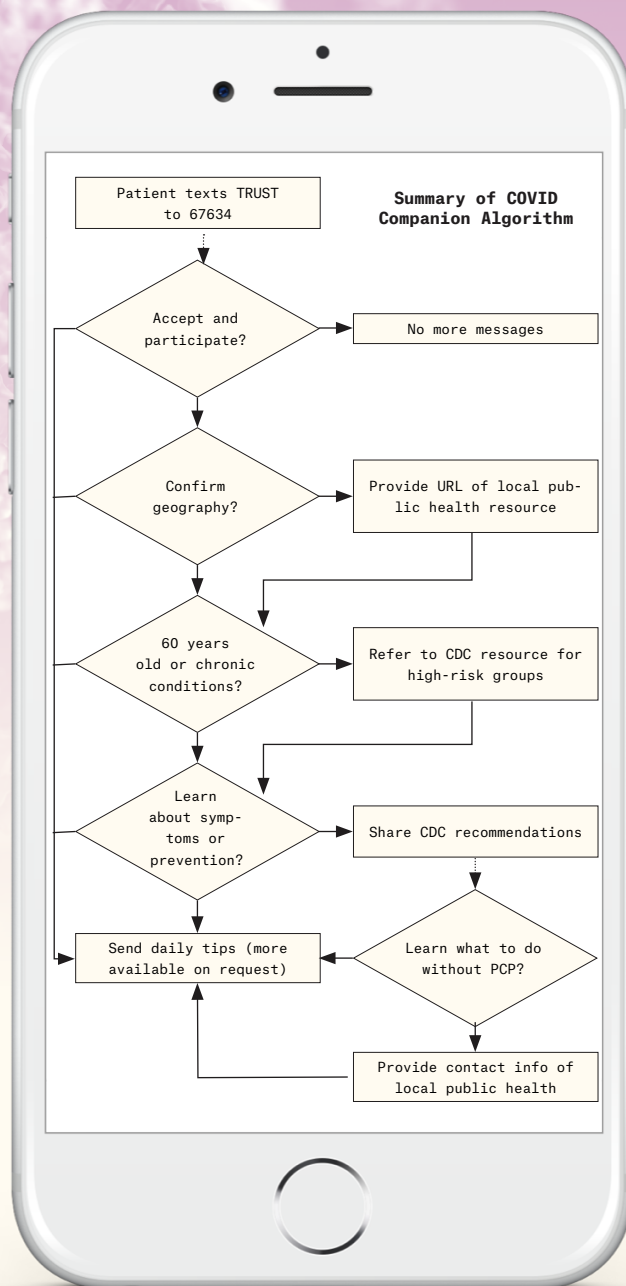 Patient texts TRUST
to 67634
Summary of COVID
Companion Algorithm
Accept and
participate?
No more messages
Confirm
geography?
Provide URL of local pub-
lic health resource
60 years
old or chronic
conditions?
Refer to CDC resource for
high-risk groups
Learn
about symp-
toms or
prevention?
Share CDC recommendations
Send daily tips (more
available on request)
Learn what to do
without PCP?
Provide contact info of
local public health